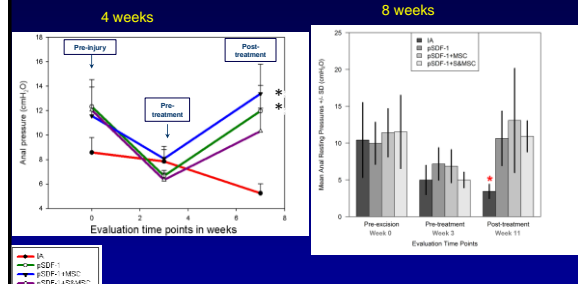 4 weeks
8 weeks
18
16
14
12
10
8
6
4
Anal pressure (cmH₂O)
Pre-injury
Pre-
treatment
Post-
treatment
*
*
0
2
4
6
8
Evaluation time points in weeks
IA
pSDF-1
pSDF-1+MSC
pSDF-1+S&MSC
25
20
15
10
5
0
Mean Anal Resting Pressures +/- SD (cmH₂O)
IA
pSDF-1
pSDF-1+MSC
pSDF-1+S&MSC
*
Pre-excision
Week 0
Pre-treatment
Week 3
Post-treatment
Week 11
Evaluation Time Points